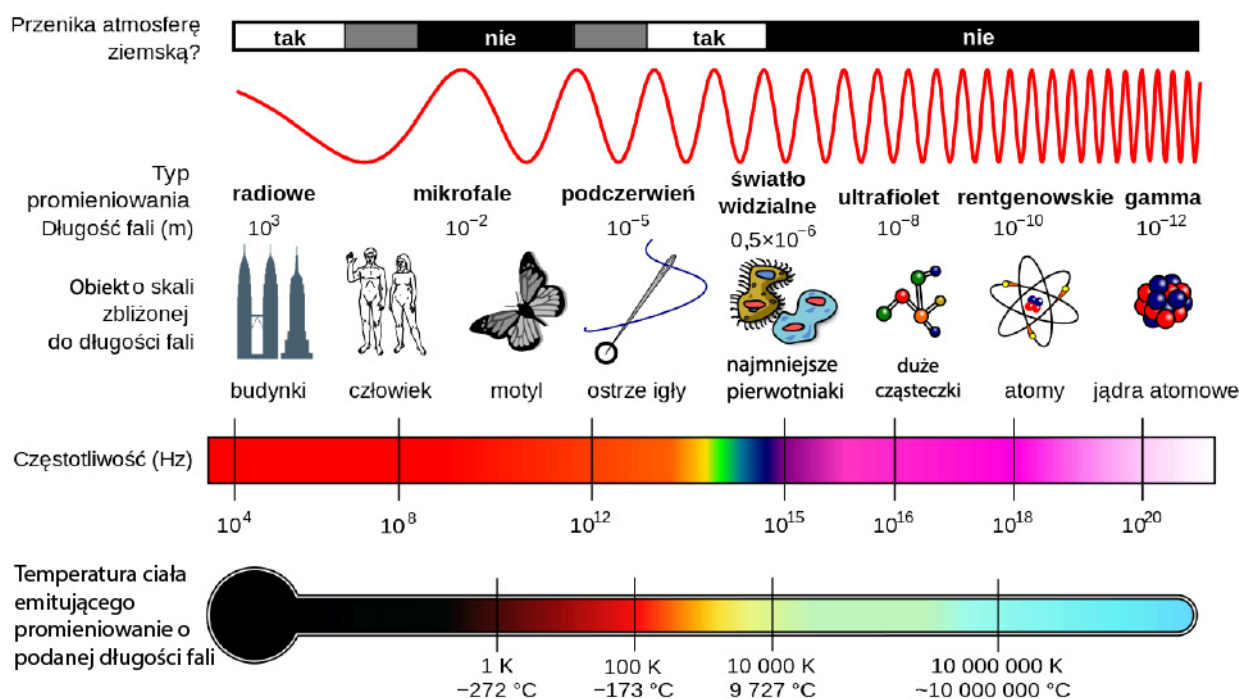 Przenika atmosferę
ziemską?
tak nie tak nie
Typ
promieniowania
Długość fali (m)
radiowe
10³
mikrofale
10⁻²
podczerwień
10⁻⁵
światło
widzialne
0,5×10⁻⁶
ultrafiolet
10⁻⁸
rentgenowskie
10⁻¹⁰
gamma
10⁻¹²
Obiekt o skali
zbliżonej
do długości fali
budynki
człowiek
motyl
ostrze igły
najmniejsze
pierwotniaki
duże
cząsteczki
atomy
jądra atomowe
Częstotliwość (Hz)
10⁴ 10⁸ 10¹² 10¹⁵ 10¹⁶ 10¹⁸ 10²⁰
Temperatura ciała
emitującego
promieniowanie o
podanej długości fali
1 K
−272 °C
100 K
−173 °C
10 000 K
9 727 °C
10 000 000 K
~10 000 000 °C